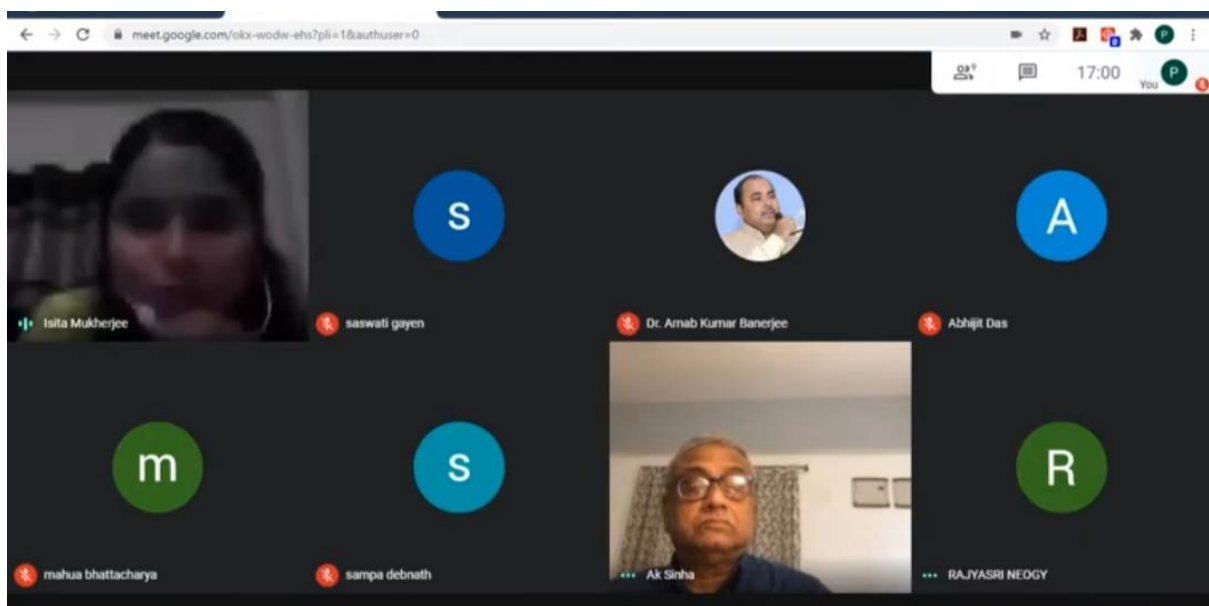 meet.google.com/okx-wodw-ehs?pli=1&authuser=0
P
9
17:00
You
P
s
A
Isita Mukherjee
saswati gayen
Dr. Arnab Kumar Banerjee
Abhijit Das
m
s
R
mahua bhattacharya
sampa debnath
Ak Sinha
RAJYASRI NEOGY